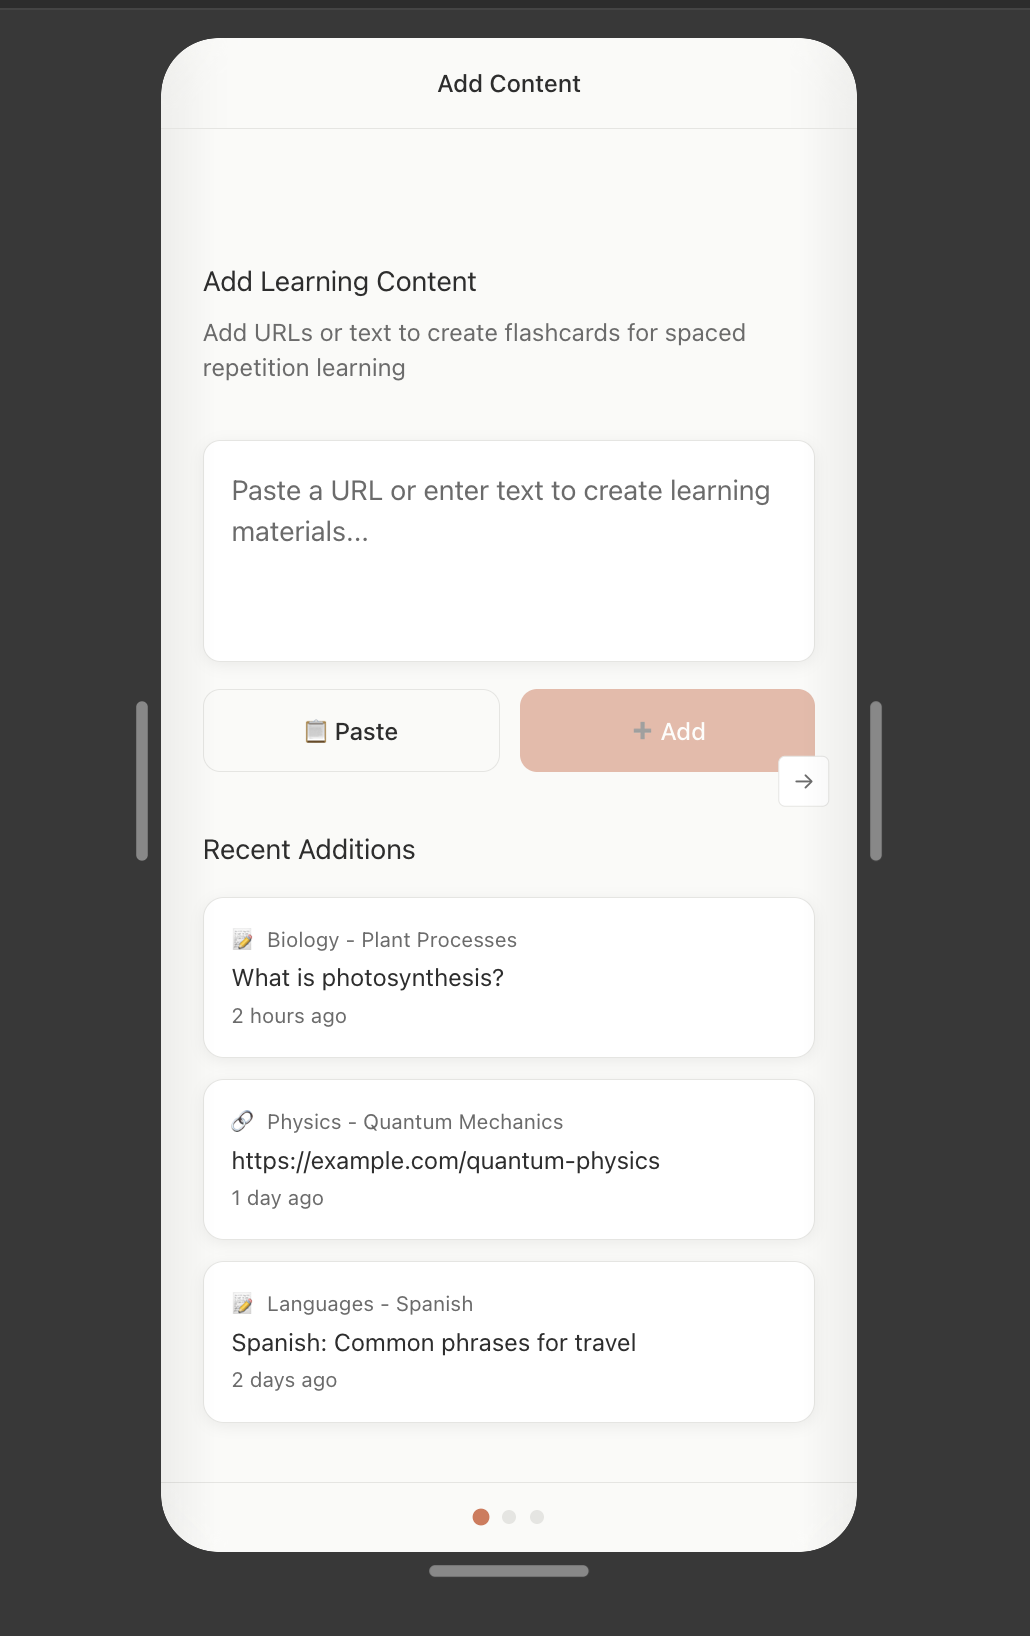 Add Content
Add Learning Content
Add URLs or text to create flashcards for spaced
repetition learning
Paste a URL or enter text to create learning
materials...
📋 Paste
➕ Add
→
Recent Additions
📝 Biology - Plant Processes
What is photosynthesis?
2 hours ago
🔗 Physics - Quantum Mechanics
https://example.com/quantum-physics
1 day ago
📝 Languages - Spanish
Spanish: Common phrases for travel
2 days ago